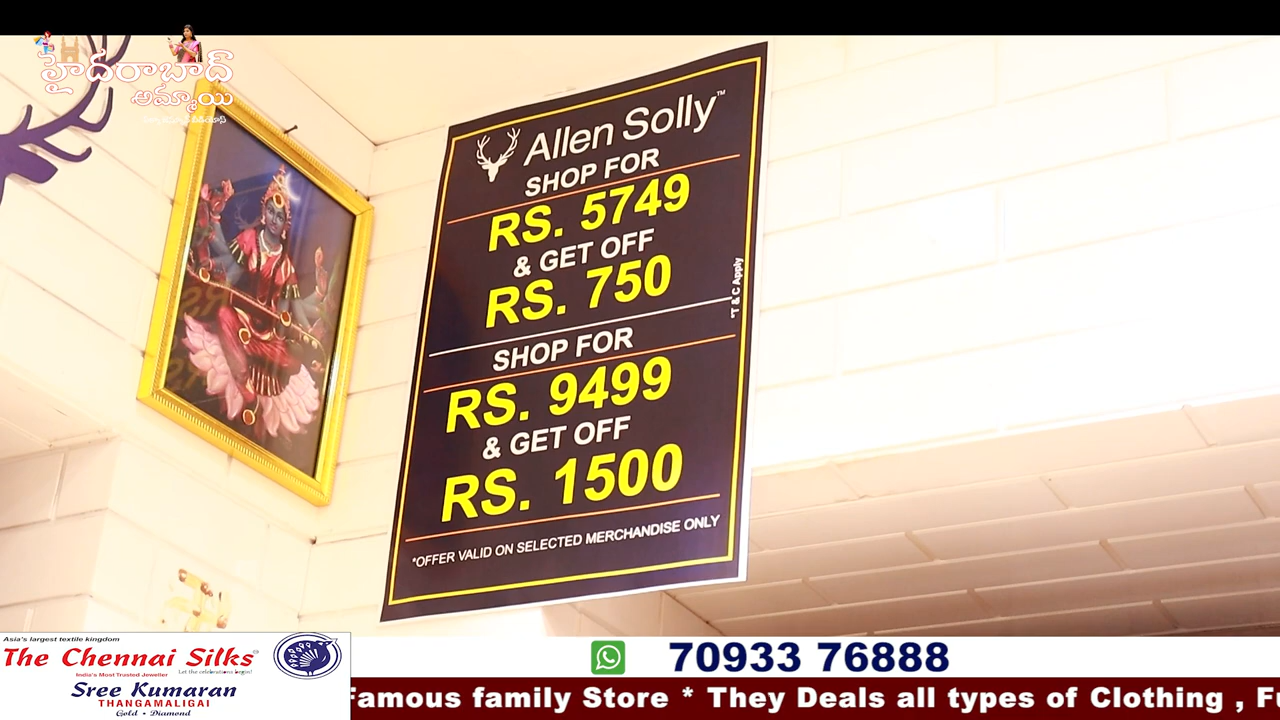 హైదరాబాద్
అమ్మాయి
Allen Solly™
SHOP FOR
RS. 5749
& GET OFF
RS. 750
*T & C Apply
SHOP FOR
RS. 9499
& GET OFF
RS. 1500
*OFFER VALID ON SELECTED MERCHANDISE ONLY
Asia's largest textile kingdom
The Chennai Silks
India's Most Trusted Jeweller
Let the celebrations begin!
Sree Kumaran
THANGAMALIGAI
Gold • Diamond
70933 76888
Famous family Store * They Deals all types of Clothing , Fu